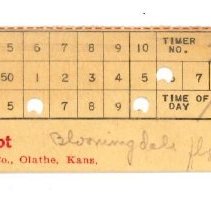 5 6 7 8 9 10 TIMER NO.
50 1 2 3 4 5 6 7
5 7 8 9 TIME OF DAY
ot Bloomingdale
Co., Olathe, Kans.